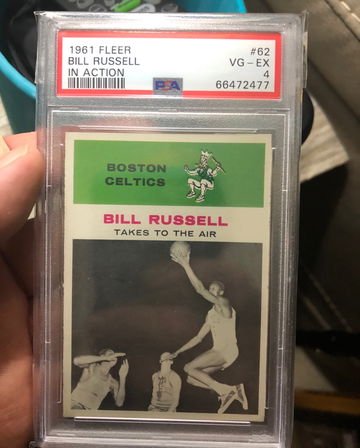 1961 FLEER #62
BILL RUSSELL VG-EX
IN ACTION 4
PSA 66472477
BOSTON
CELTICS
BILL RUSSELL
TAKES TO THE AIR